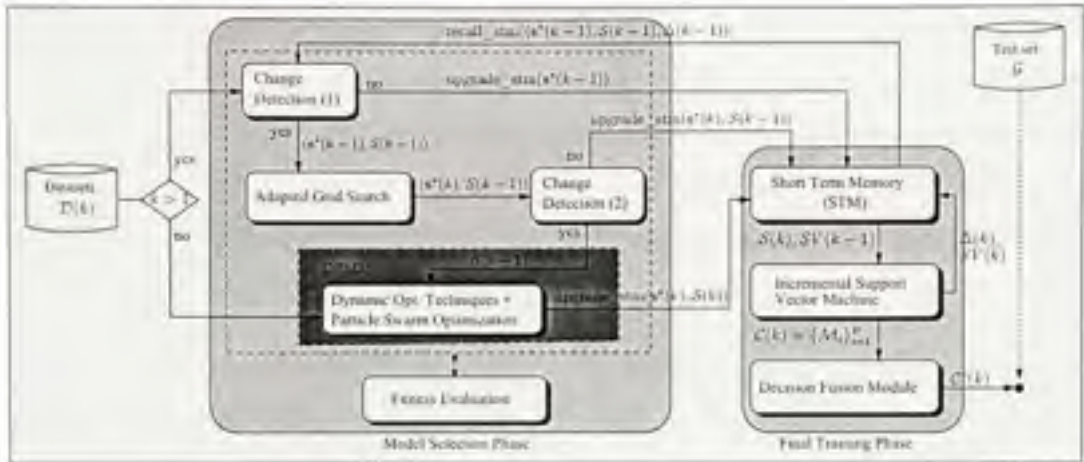 recall_stm((s*(k−1), S(k−1), Δ(k−1))
Test set
Change
Detection (1)
no
upgrade_stm(s*(k−1))
upgrade_stm(s*(k), S(k−1))
yes
(s*(k−1), S(k−1))
yes
no
Dataset
D(k)
k > 1
Adapted Grid Search
(s*(k), S(k−1))
Change
Detection (2)
Short Term Memory
(STM)
no
yes
S(k), SV(k−1)
S(k−1)
Dynamic Opt. Techniques +
Particle Swarm Optimization
upgrade_stm(s*(k), S(k))
Incremental Support
Vector Machine
SV(k)
C(k) = {M
Fitness Evaluation
Decision Fusion Module
Model Selection Phase
Final Training Phase